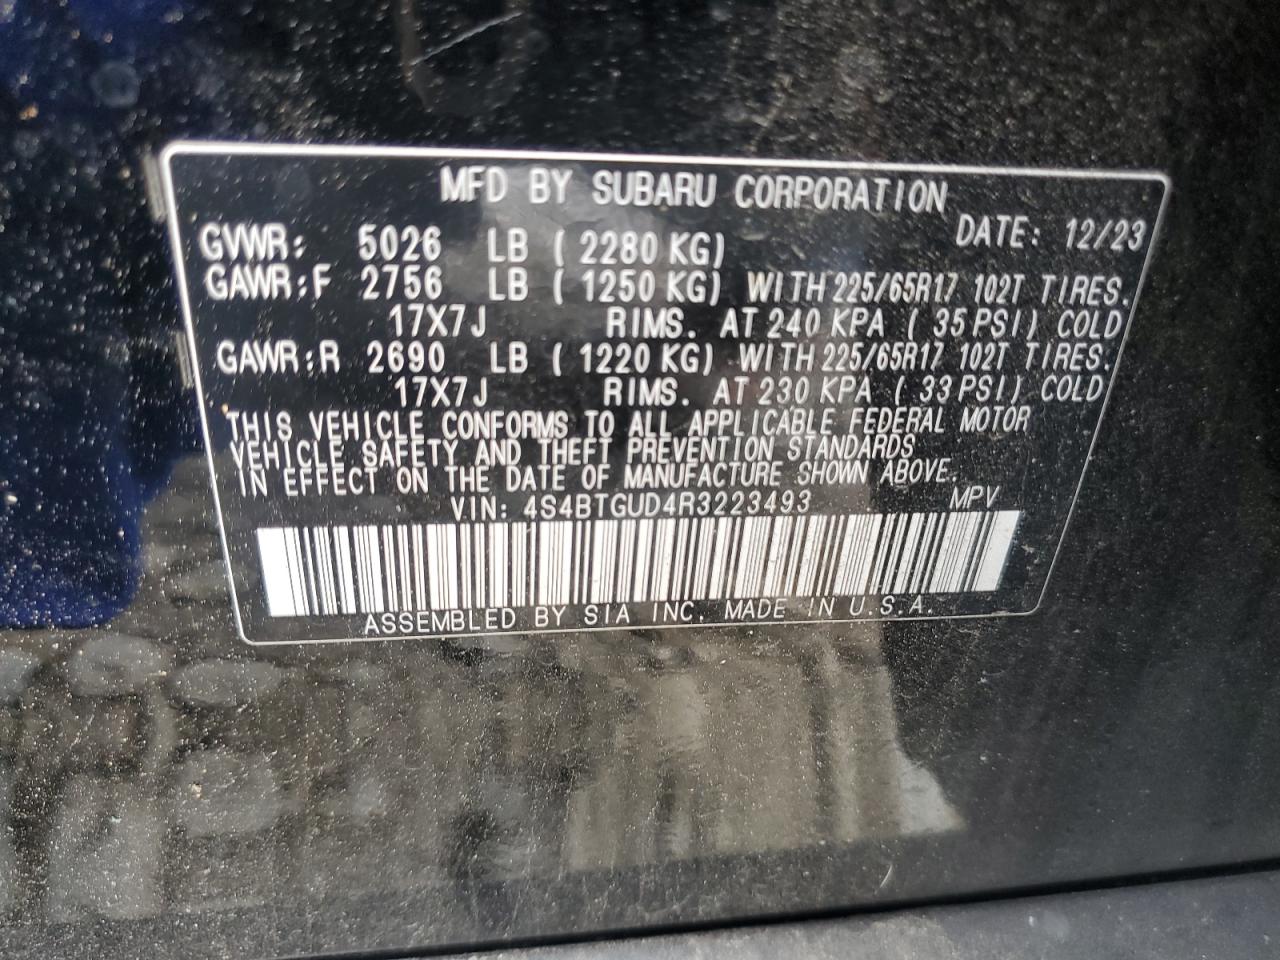 MFD BY SUBARU CORPORATION
DATE: 12/23
GVWR: 5026 LB ( 2280 KG)
GAWR:F 2756 LB ( 1250 KG) WITH 225/65R17 102T TIRES.
17X7J RIMS. AT 240 KPA ( 35 PSI) COLD
GAWR:R 2690 LB ( 1220 KG) WITH 225/65R17 102T TIRES.
17X7J RIMS. AT 230 KPA ( 33 PSI) COLD
THIS VEHICLE CONFORMS TO ALL APPLICABLE FEDERAL MOTOR
VEHICLE SAFETY AND THEFT PREVENTION STANDARDS
IN EFFECT ON THE DATE OF MANUFACTURE SHOWN ABOVE.
VIN: 4S4BTGUD4R3223493 MPV
ASSEMBLED BY SIA INC. MADE IN U.S.A.